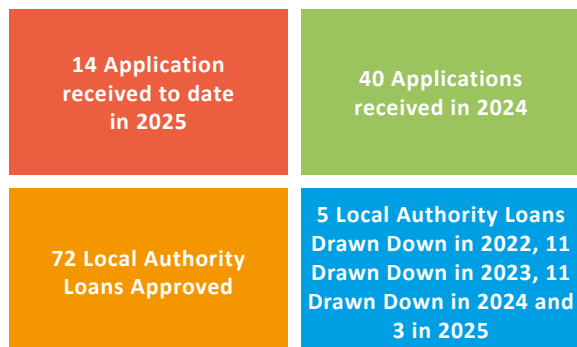 14 Application
received to date
in 2025
40 Applications
received in 2024
72 Local Authority
Loans Approved
5 Local Authority Loans
Drawn Down in 2022, 11
Drawn Down in 2023, 11
Drawn Down in 2024 and
3 in 2025